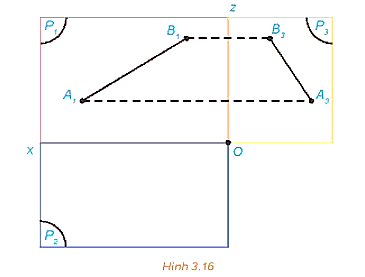 z
P₁ B₁ B₃ P₃
A₁ A₃
x O
P₂
Hình 3.16